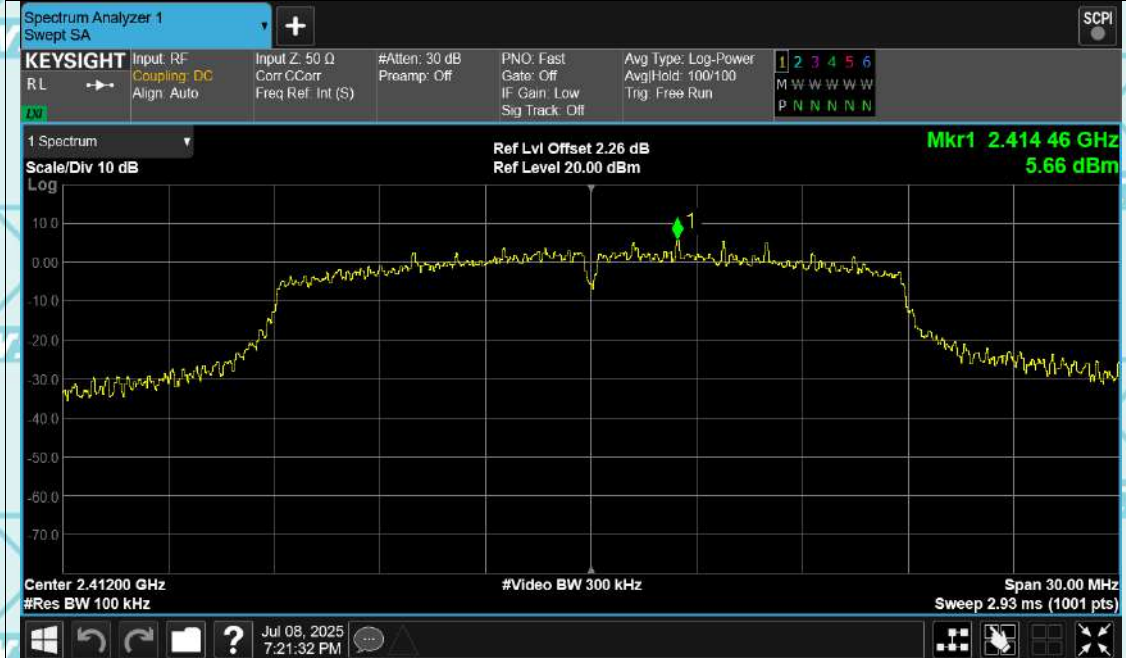 Spectrum Analyzer 1
Swept SA
+
SCPI
KEYSIGHT
RL
LXI
Input: RF
Coupling: DC
Align: Auto
Input Z: 50 Ω
Corr CCorr
Freq Ref: Int (S)
#Atten: 30 dB
Preamp: Off
PNO: Fast
Gate: Off
IF Gain: Low
Sig Track: Off
Avg Type: Log-Power
Avg|Hold: 100/100
Trig: Free Run
1 2 3 4 5 6
M W W W W W
P N N N N N
1 Spectrum
Scale/Div 10 dB
Ref Lvl Offset 2.26 dB
Ref Level 20.00 dBm
Mkr1 2.414 46 GHz
5.66 dBm
Log
10.0
0.00
-10.0
-20.0
-30.0
-40.0
-50.0
-60.0
-70.0
1
Center 2.41200 GHz
#Res BW 100 kHz
#Video BW 300 kHz
Span 30.00 MHz
Sweep 2.93 ms (1001 pts)
?
Jul 08, 2025
7:21:32 PM